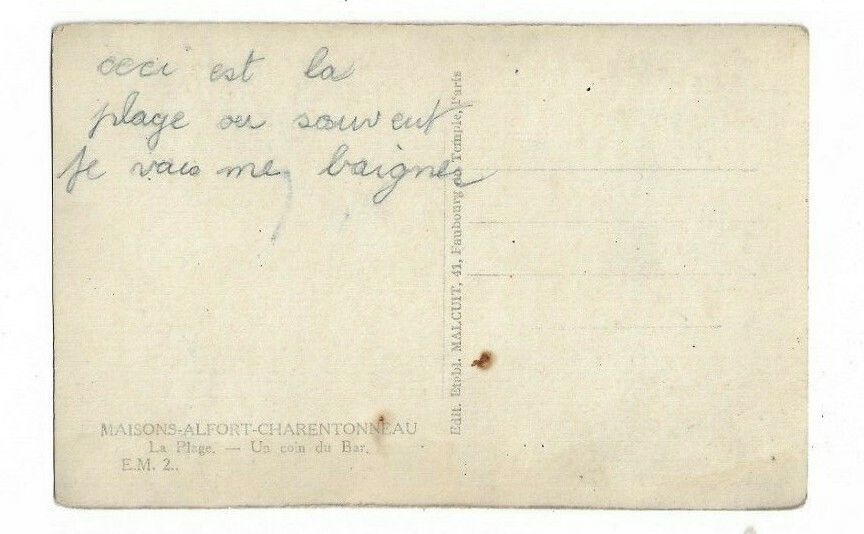 ceci est la
plage ou souvent
je vais me baigner
MAISONS-ALFORT-CHARENTONNEAU
La Plage. — Un coin du Bar.
E.M. 2..
Edit. Etabl. MALCUIT, 41, Faubourg du Temple, Paris